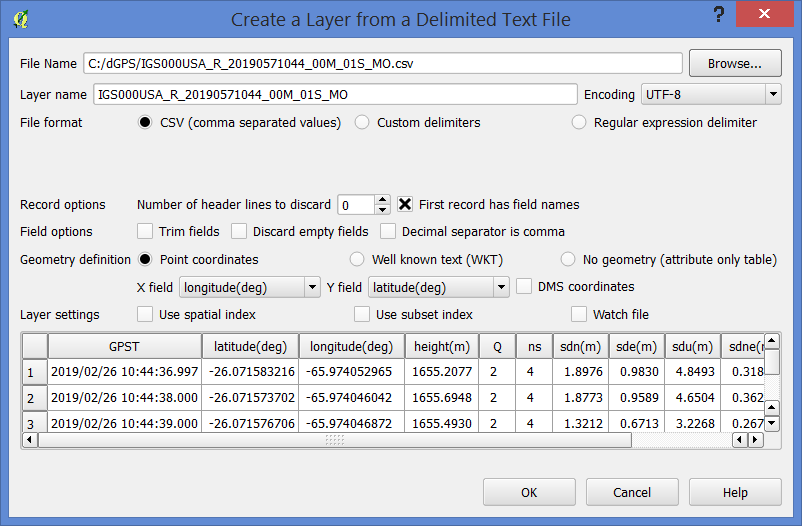 Create a Layer from a Delimited Text File
?
x
File Name C:/dGPS/IGS000USA_R_20190571044_00M_01S_MO.csv Browse...
Layer name IGS000USA_R_20190571044_00M_01S_MO Encoding UTF-8
File format CSV (comma separated values) Custom delimiters Regular expression delimiter
Record options Number of header lines to discard 0 First record has field names
Field options Trim fields Discard empty fields Decimal separator is comma
Geometry definition Point coordinates Well known text (WKT) No geometry (attribute only table)
X field longitude(deg) Y field latitude(deg) DMS coordinates
Layer settings Use spatial index Use subset index Watch file
GPST latitude(deg) longitude(deg) height(m) Q ns sdn(m) sde(m) sdu(m) sdne(m
1 2019/02/26 10:44:36.997 -26.071583216 -65.974052965 1655.2077 2 4 1.8976 0.9830 4.8493 0.318
2 2019/02/26 10:44:38.000 -26.071573702 -65.974046042 1655.6948 2 4 1.8773 0.9589 4.6504 0.362
3 2019/02/26 10:44:39.000 -26.071576706 -65.974046872 1655.4930 2 4 1.3212 0.6713 3.2268 0.267
OK Cancel Help